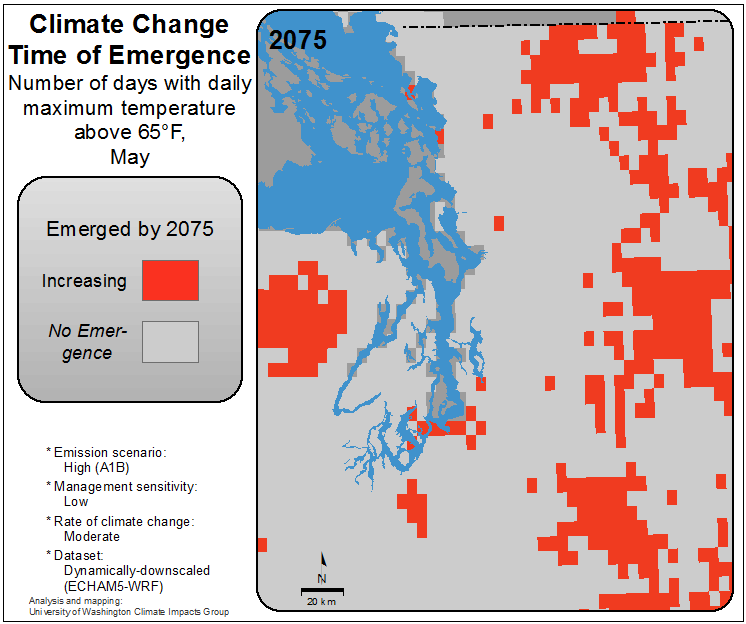 Climate Change
Time of Emergence
Number of days with daily
maximum temperature
above 65°F,
May
2075
Emerged by 2075
Increasing
No Emer-
gence
* Emission scenario:
High (A1B)
* Management sensitivity:
Low
* Rate of climate change:
Moderate
* Dataset:
Dynamically-downscaled
(ECHAM5-WRF)
Analysis and mapping:
University of Washington Climate Impacts Group
N
20 km